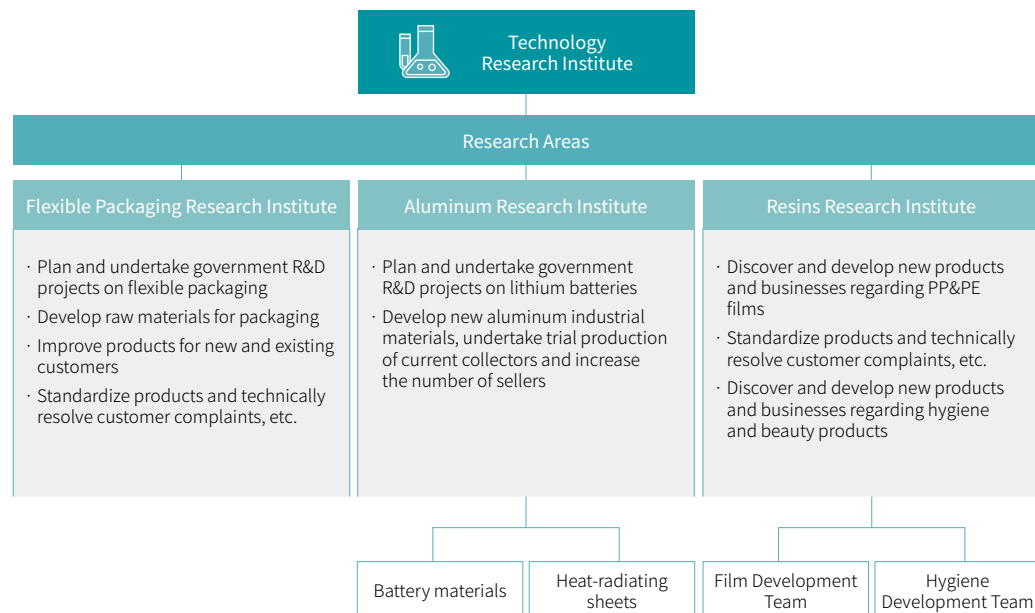 Technology
Research Institute
Research Areas
Flexible Packaging Research Institute
· Plan and undertake government R&D
projects on flexible packaging
· Develop raw materials for packaging
· Improve products for new and existing
customers
· Standardize products and technically
resolve customer complaints, etc.
Aluminum Research Institute
· Plan and undertake government
R&D projects on lithium batteries
· Develop new aluminum industrial
materials, undertake trial production
of current collectors and increase
the number of sellers
Resins Research Institute
· Discover and develop new products
and businesses regarding PP&PE
films
· Standardize products and technically
resolve customer complaints, etc.
· Discover and develop new products
and businesses regarding hygiene
and beauty products
Battery materials
Heat-radiating
sheets
Film Development
Team
Hygiene
Development Team